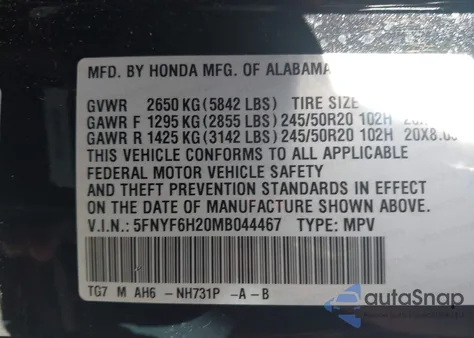 MFD. BY HONDA MFG. OF ALABAMA
GVWR 2650 KG (5842 LBS) TIRE SIZE
GAWR F 1295 KG (2855 LBS) 245/50R20 102H
GAWR R 1425 KG (3142 LBS) 245/50R20 102H
THIS VEHICLE CONFORMS TO ALL APPLICABLE
FEDERAL MOTOR VEHICLE SAFETY
AND THEFT PREVENTION STANDARDS IN EFFECT
ON THE DATE OF MANUFACTURE SHOWN ABOVE.
V.I.N.: 5FNYF6H20MB044467 TYPE: MPV
TG7 M AH6 -NH731P -A -B
autoSnap